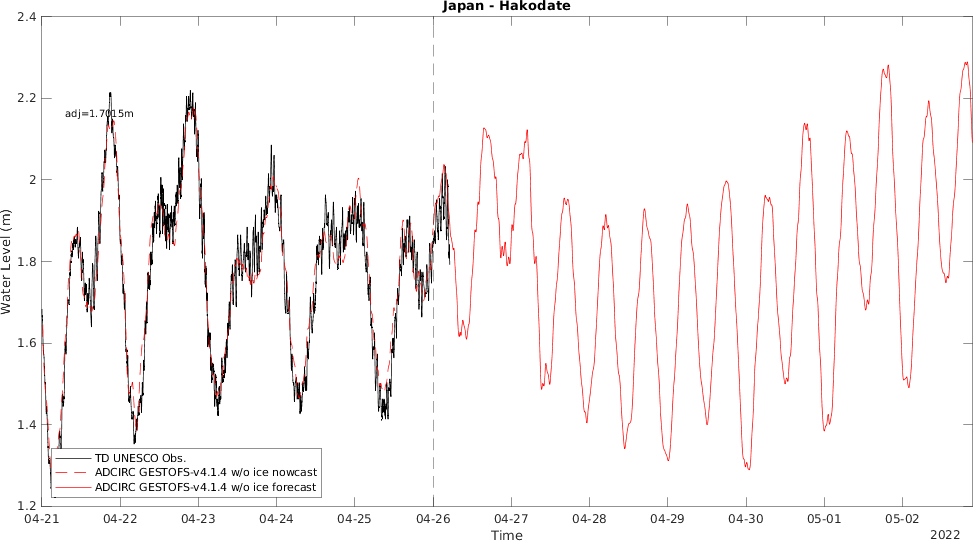 Japan - Hakodate
2.4
2.2
2
1.8
1.6
1.4
1.2
Water Level (m)
adj=1.7015m
TD UNESCO Obs.
ADCIRC GESTOFS-v4.1.4 w/o ice nowcast
ADCIRC GESTOFS-v4.1.4 w/o ice forecast
04-21 04-22 04-23 04-24 04-25 04-26 04-27 04-28 04-29 04-30 05-01 05-02
Time
2022